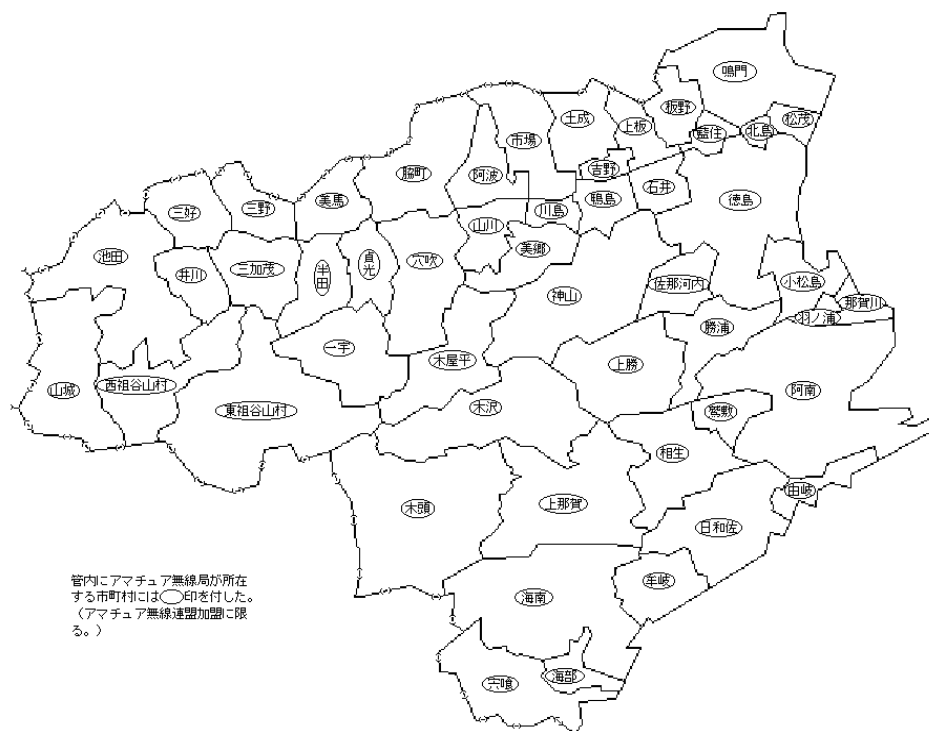 鳴門
板野
松茂
北島
藍住
土成
上板
市場
吉野
脇町
阿波
石井
鴨島
徳島
美馬
三野
三好
川島
山川
美郷
池田
井川
三加茂
半田
貞光
穴吹
神山
佐那河内
小松島
那賀川
羽ノ浦
勝浦
一宇
木屋平
上勝
山城
西祖谷山村
東祖谷山村
木沢
鷲敷
阿南
相生
由岐
木頭
上那賀
日和佐
牟岐
海南
海部
宍喰
管内にアマチュア無線局が所在
する市町村には◯印を付した。
(アマチュア無線連盟加盟に限
る。)